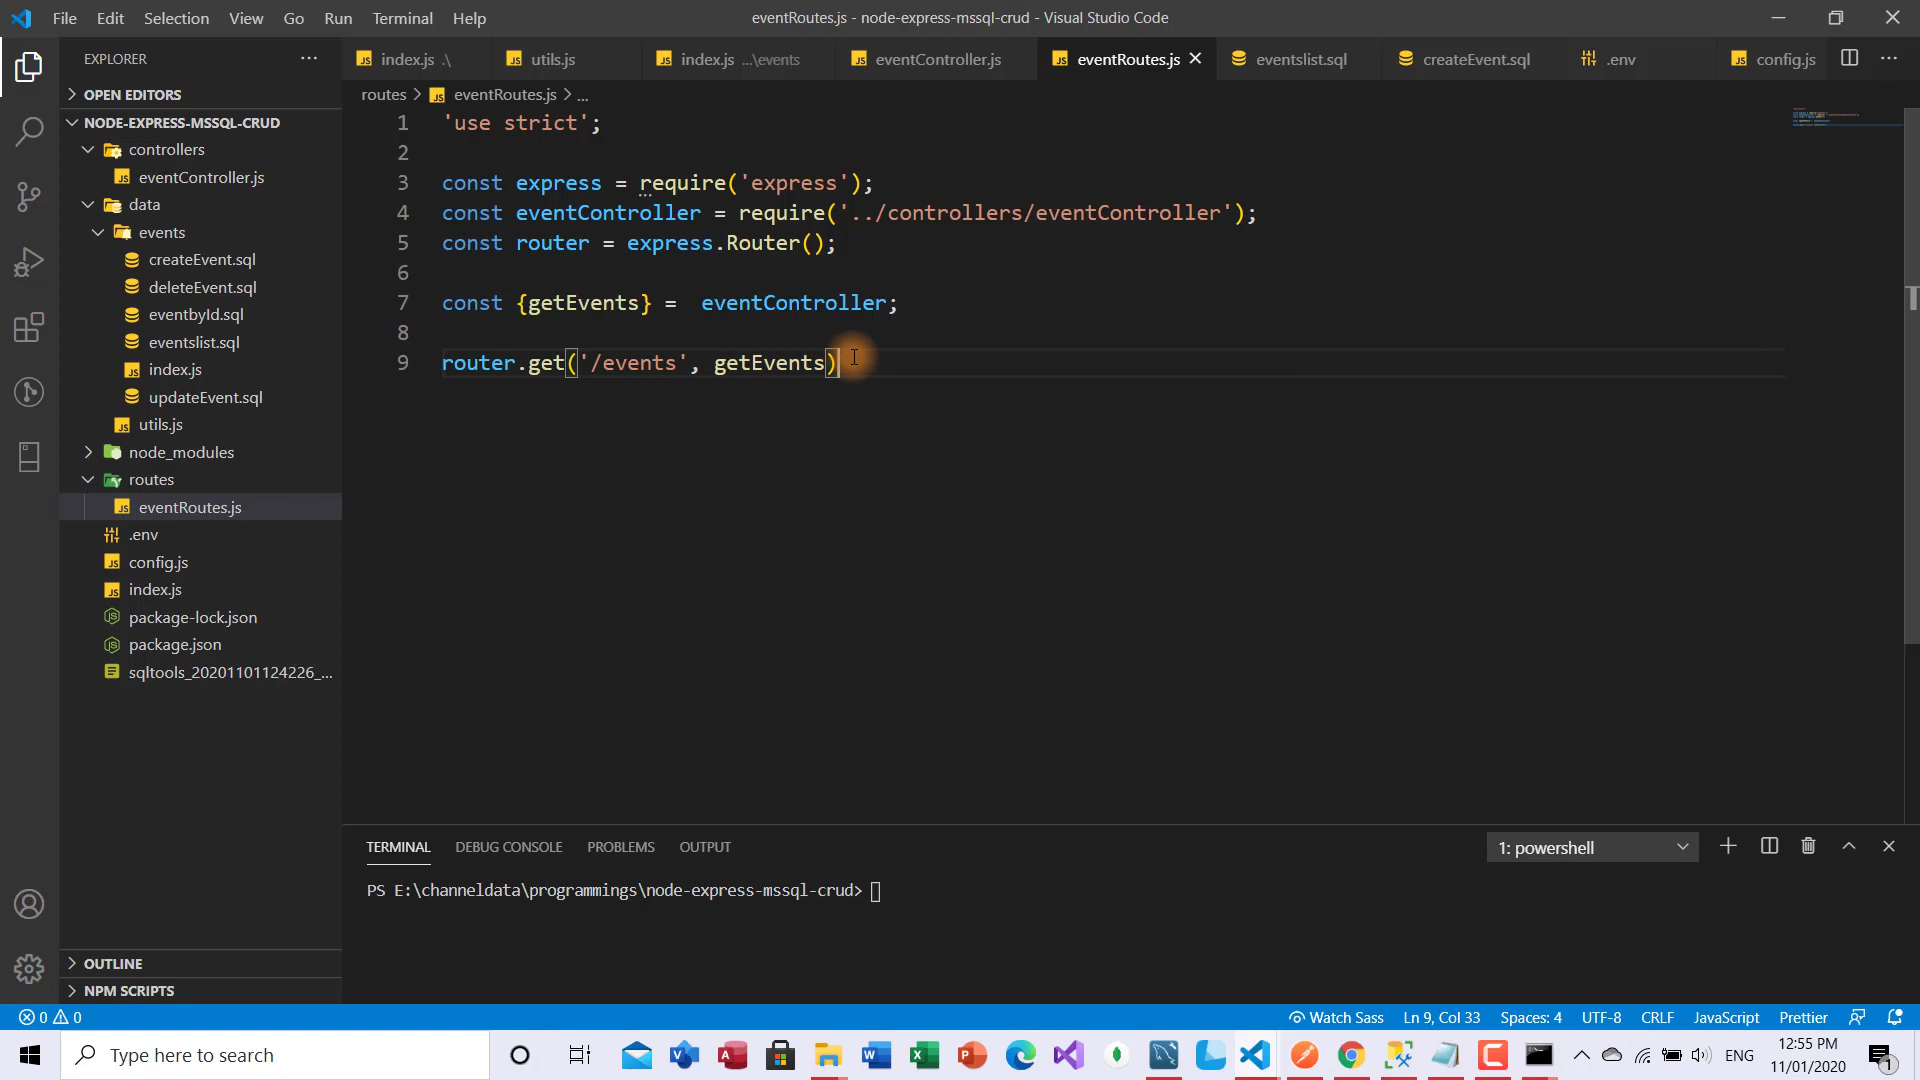 File Edit Selection View Go Run Terminal Help
eventRoutes.js - node-express-mssql-crud - Visual Studio Code
EXPLORER
OPEN EDITORS
NODE-EXPRESS-MSSQL-CRUD
controllers
eventController.js
data
events
createEvent.sql
deleteEvent.sql
eventbyId.sql
eventslist.sql
index.js
updateEvent.sql
utils.js
node_modules
routes
eventRoutes.js
.env
config.js
index.js
package-lock.json
package.json
sqltools_20201101124226_...
OUTLINE
NPM SCRIPTS
index.js .\ utils.js index.js ...\events eventController.js eventRoutes.js eventslist.sql createEvent.sql .env config.js
routes > eventRoutes.js > ...
1 'use strict';
2
3 const express = require('express');
4 const eventController = require('../controllers/eventController');
5 const router = express.Router();
6
7 const {getEvents} =  eventController;
8
9 router.get('/events', getEvents)
TERMINAL DEBUG CONSOLE PROBLEMS OUTPUT
1: powershell
PS E:\channeldata\programmings\node-express-mssql-crud>
0 0
Watch Sass Ln 9, Col 33 Spaces: 4 UTF-8 CRLF JavaScript Prettier
Type here to search
ENG
12:55 PM
11/01/2020
1